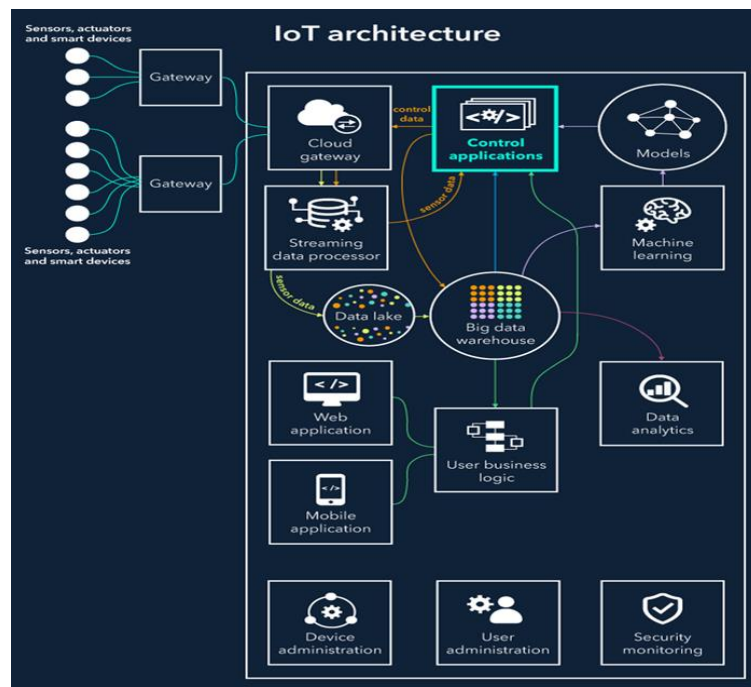 IoT architecture
Sensors, actuators
and smart devices
Gateway
Gateway
Sensors, actuators
and smart devices
Cloud
gateway
control
data
</>
Control
applications
Models
Streaming
data processor
sensor data
Machine
learning
sensor data
Data lake
Big data
warehouse
</>
Web
application
Data
analytics
User business
logic
</>
Mobile
application
Device
administration
User
administration
Security
monitoring